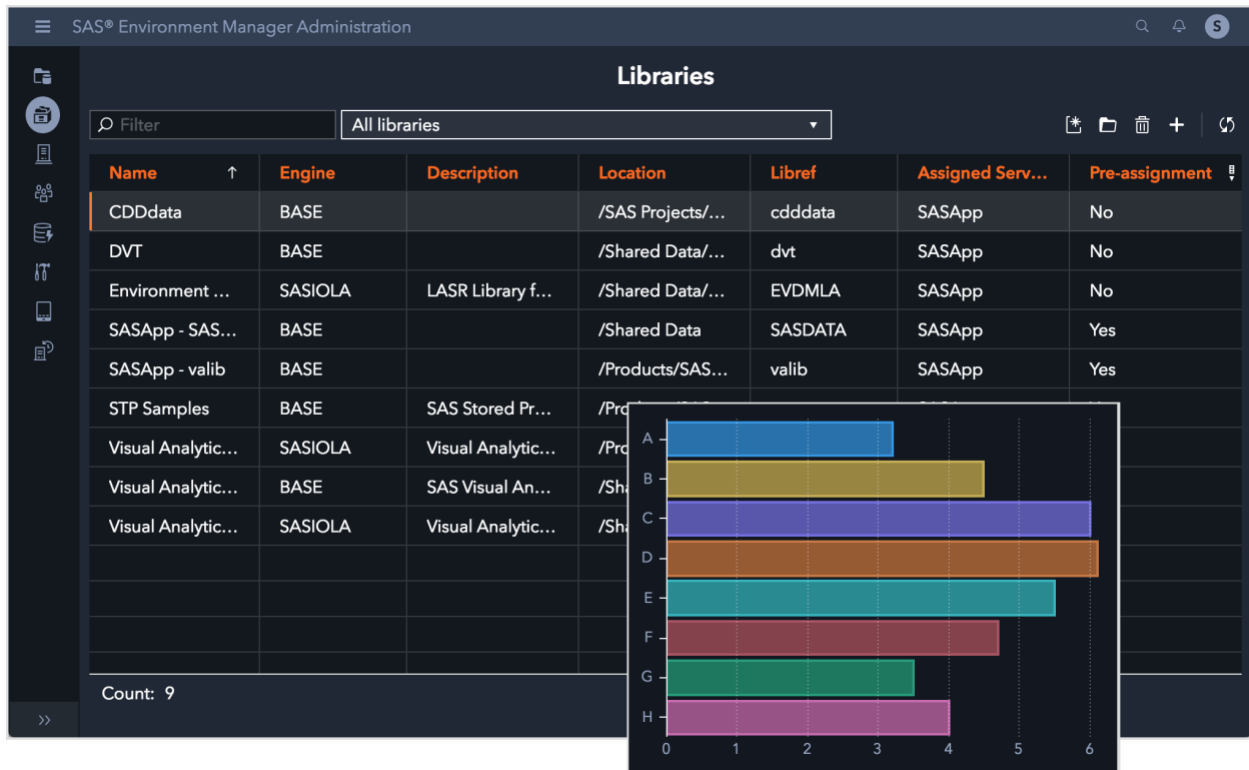 SAS® Environment Manager Administration
S
Libraries
Filter
All libraries
Name Engine Description Location Libref Assigned Serv... Pre-assignment
CDDdata BASE /SAS Projects/... cdddata SASApp No
DVT BASE /Shared Data/... dvt SASApp No
Environment ... SASIOLA LASR Library f... /Shared Data/... EVDMLA SASApp No
SASApp - SAS... BASE /Shared Data SASDATA SASApp Yes
SASApp - valib BASE /Products/SAS... valib SASApp Yes
STP Samples BASE SAS Stored Pr...
Visual Analytic... SASIOLA Visual Analytic...
Visual Analytic... BASE SAS Visual An...
Visual Analytic... SASIOLA Visual Analytic...
Count: 9
A
B
C
D
E
F
G
H
0 1 2 3 4 5 6